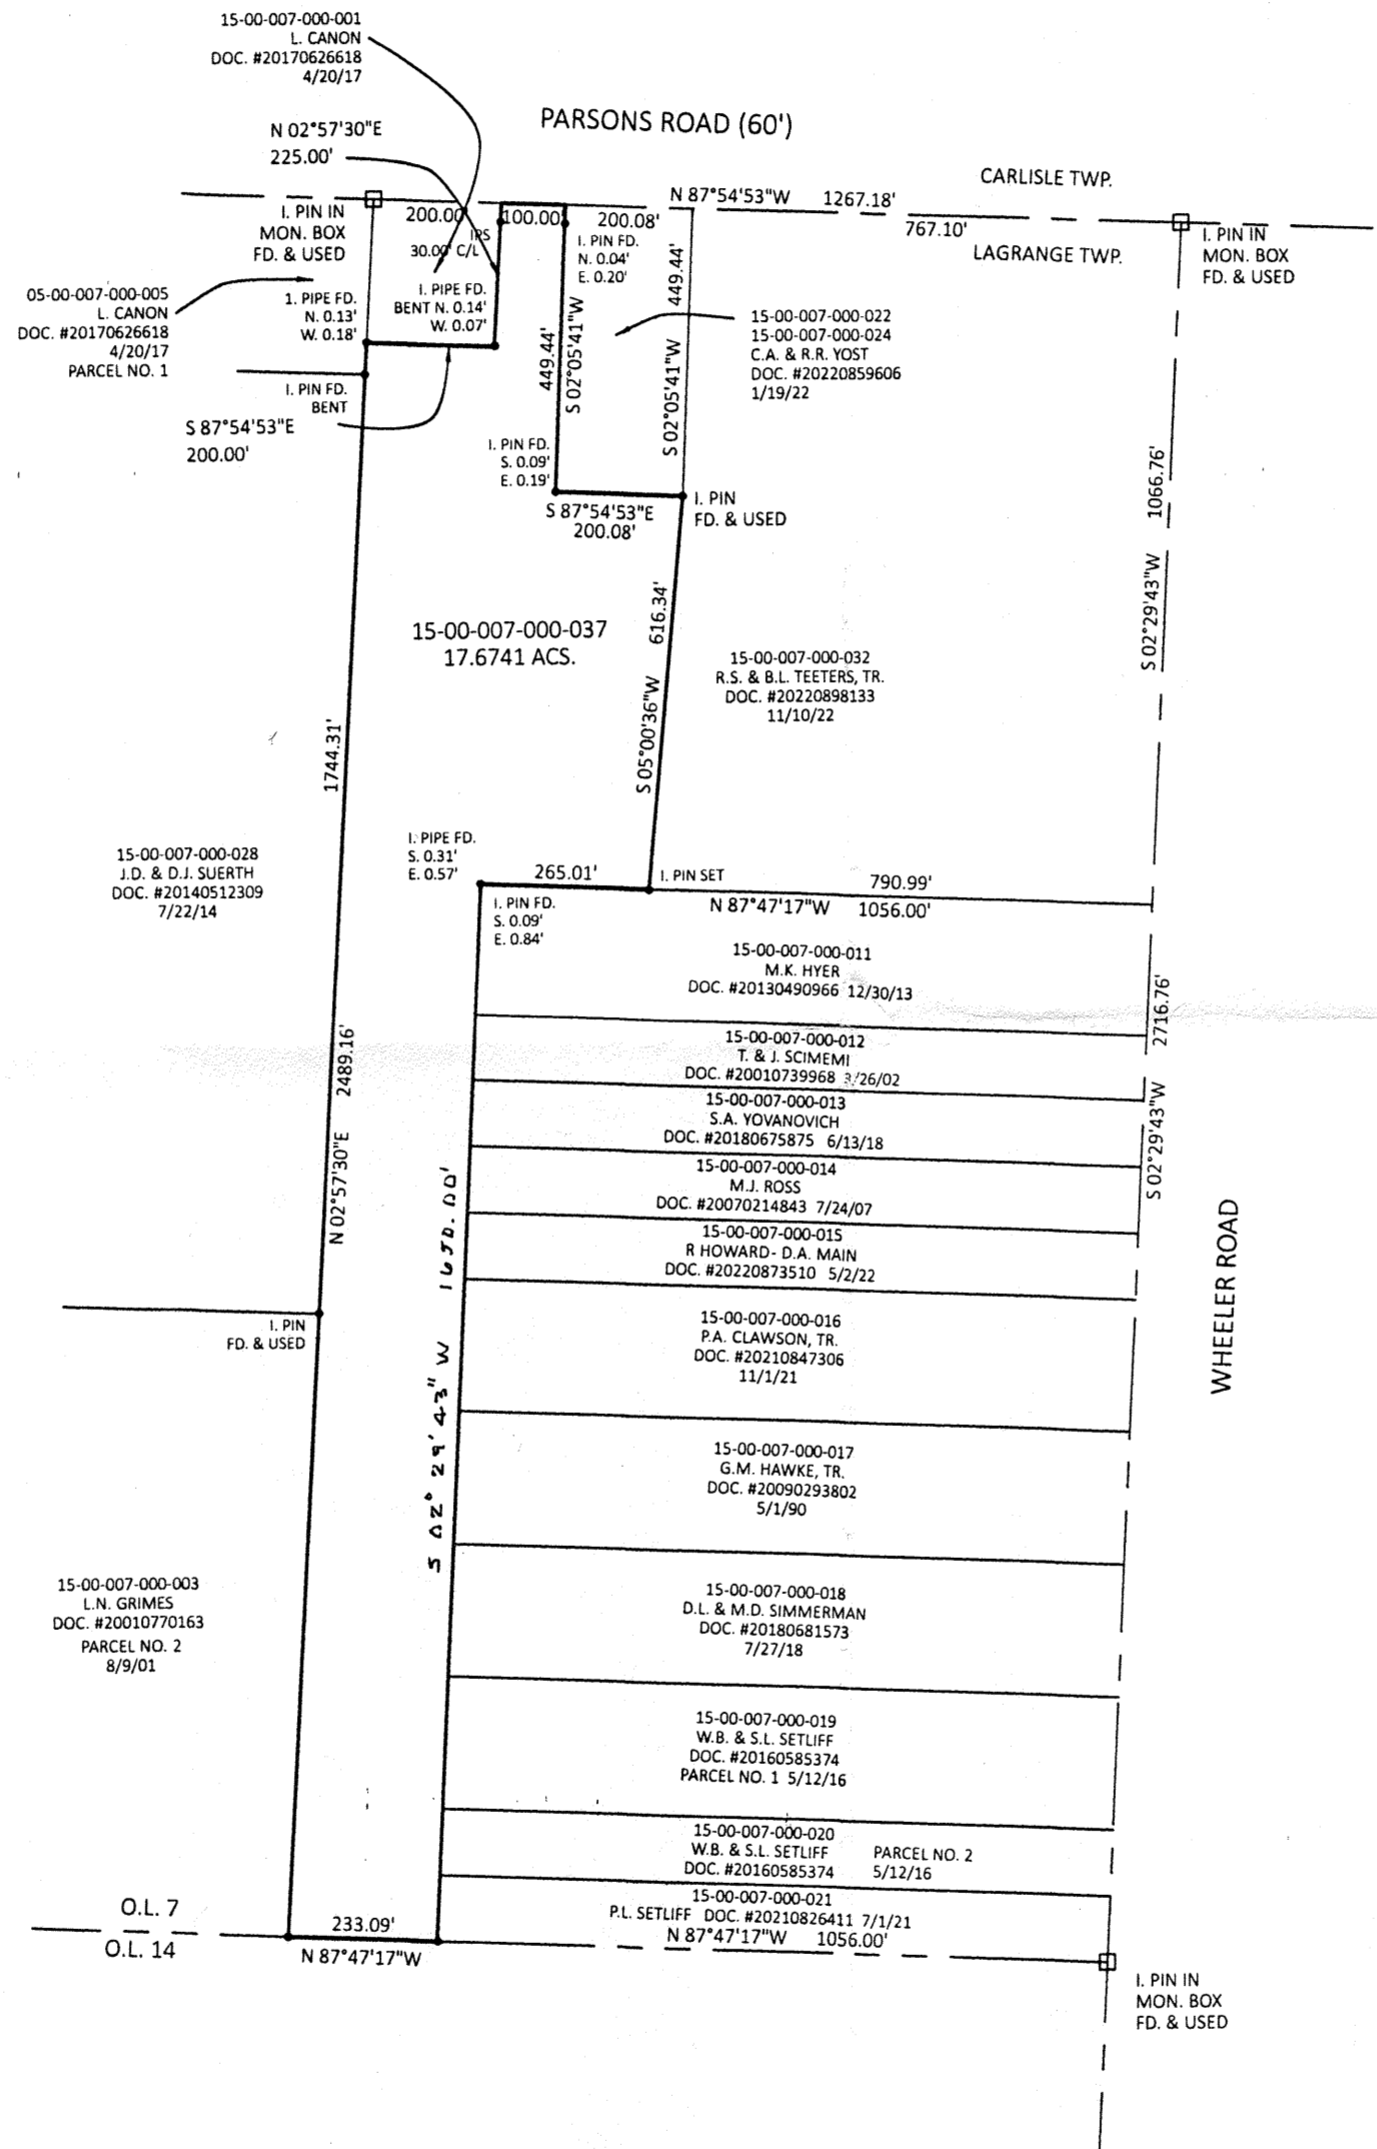 15-00-007-000-001
L. CANON
DOC. #20170626618
4/20/17
PARSONS ROAD (60')
N 02°57'30"E
225.00'
CARLISLE TWP.
N 87°54'53"W 1267.18'
I. PIN IN
MON. BOX
FD. & USED
200.00'
100.00'
200.08'
767.10'
LAGRANGE TWP.
I. PIN IN
MON. BOX
FD. & USED
IRS
30.00' C/L
I. PIN FD.
N. 0.04'
E. 0.20'
05-00-007-000-005
L. CANON
DOC. #20170626618
4/20/17
PARCEL NO. 1
1. PIPE FD.
N. 0.13'
W. 0.18'
I. PIPE FD.
BENT N. 0.14'
W. 0.07'
449.44'
S 02°05'41"W
449.44'
S 02°05'41"W
15-00-007-000-022
15-00-007-000-024
C.A. & R.R. YOST
DOC. #20220859606
1/19/22
I. PIN FD.
BENT
S 87°54'53"E
200.00'
I. PIN FD.
S. 0.09'
E. 0.19'
S 87°54'53"E
200.08'
I. PIN
FD. & USED
S 02°29'43"W 1066.76'
15-00-007-000-037
17.6741 ACS.
S 05°00'36"W 616.34'
15-00-007-000-032
R.S. & B.L. TEETERS, TR.
DOC. #20220898133
11/10/22
1744.31'
15-00-007-000-028
J.D. & D.J. SUERTH
DOC. #20140512309
7/22/14
I. PIPE FD.
S. 0.31'
E. 0.57'
265.01'
I. PIN SET
790.99'
N 87°47'17"W 1056.00'
I. PIN FD.
S. 0.09'
E. 0.84'
15-00-007-000-011
M.K. HYER
DOC. #20130490966 12/30/13
15-00-007-000-012
T. & J. SCIMEMI
DOC. #20010739968 3/26/02
15-00-007-000-013
S.A. YOVANOVICH
DOC. #20180675875 6/13/18
15-00-007-000-014
M.J. ROSS
DOC. #20070214843 7/24/07
15-00-007-000-015
R HOWARD- D.A. MAIN
DOC. #20220873510 5/2/22
N 02°57'30"E 2489.16'
S 02°29'43"W 2716.76'
S 02° 29' 43" W 1650.00'
WHEELER ROAD
I. PIN
FD. & USED
15-00-007-000-016
P.A. CLAWSON, TR.
DOC. #20210847306
11/1/21
15-00-007-000-017
G.M. HAWKE, TR.
DOC. #20090293802
5/1/90
15-00-007-000-003
L.N. GRIMES
DOC. #20010770163
PARCEL NO. 2
8/9/01
15-00-007-000-018
D.L. & M.D. SIMMERMAN
DOC. #20180681573
7/27/18
15-00-007-000-019
W.B. & S.L. SETLIFF
DOC. #20160585374
PARCEL NO. 1 5/12/16
15-00-007-000-020
W.B. & S.L. SETLIFF PARCEL NO. 2
DOC. #20160585374 5/12/16
15-00-007-000-021
P.L. SETLIFF DOC. #20210826411 7/1/21
N 87°47'17"W 1056.00'
O.L. 7
O.L. 14
233.09'
N 87°47'17"W
I. PIN IN
MON. BOX
FD. & USED